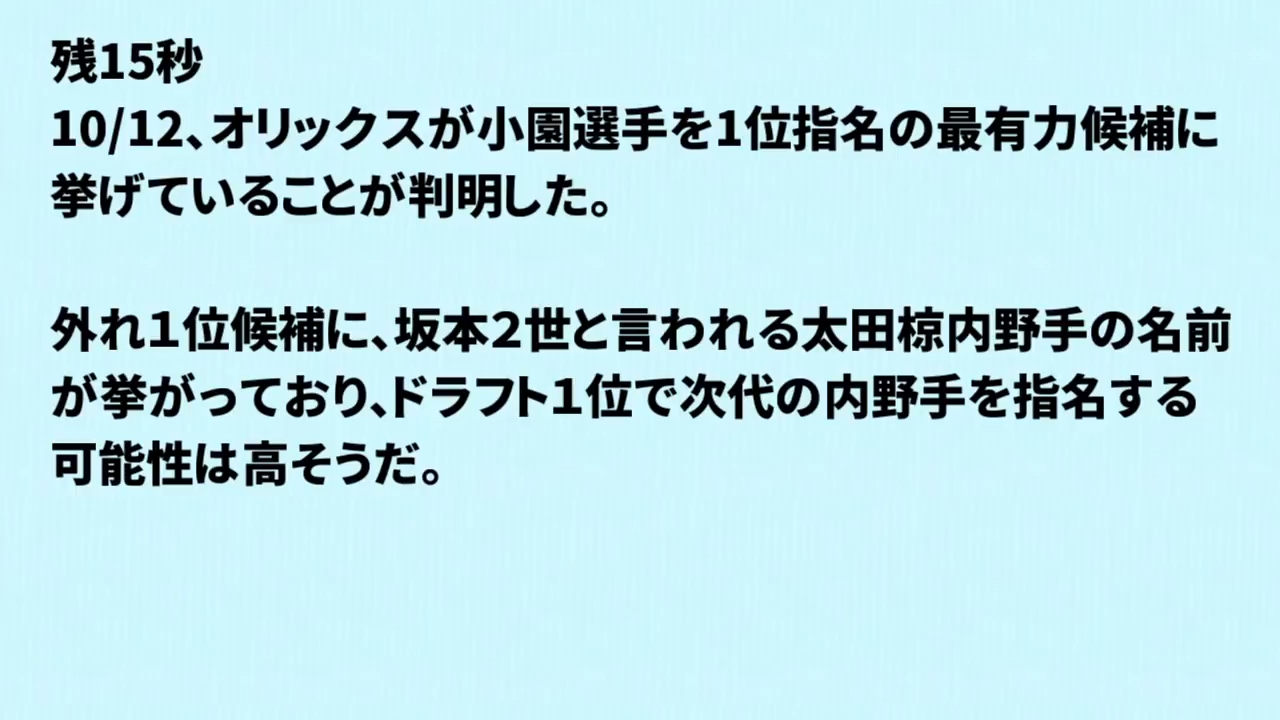 残15秒
10/12、オリックスが小園選手を1位指名の最有力候補に
挙げていることが判明した。
外れ１位候補に、坂本２世と言われる太田椋内野手の名前
が挙がっており、ドラフト１位で次代の内野手を指名する
可能性は高そうだ。